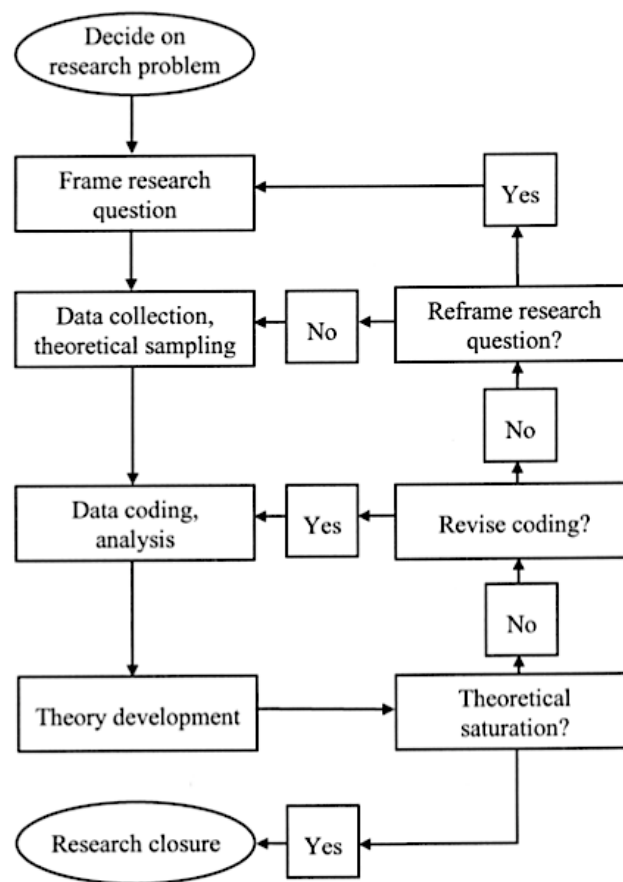 Decide on
research problem
Frame research
question
Yes
Data collection,
theoretical sampling
No
Reframe research
question?
No
Data coding,
analysis
Yes
Revise coding?
No
Theory development
Theoretical
saturation?
Research closure
Yes